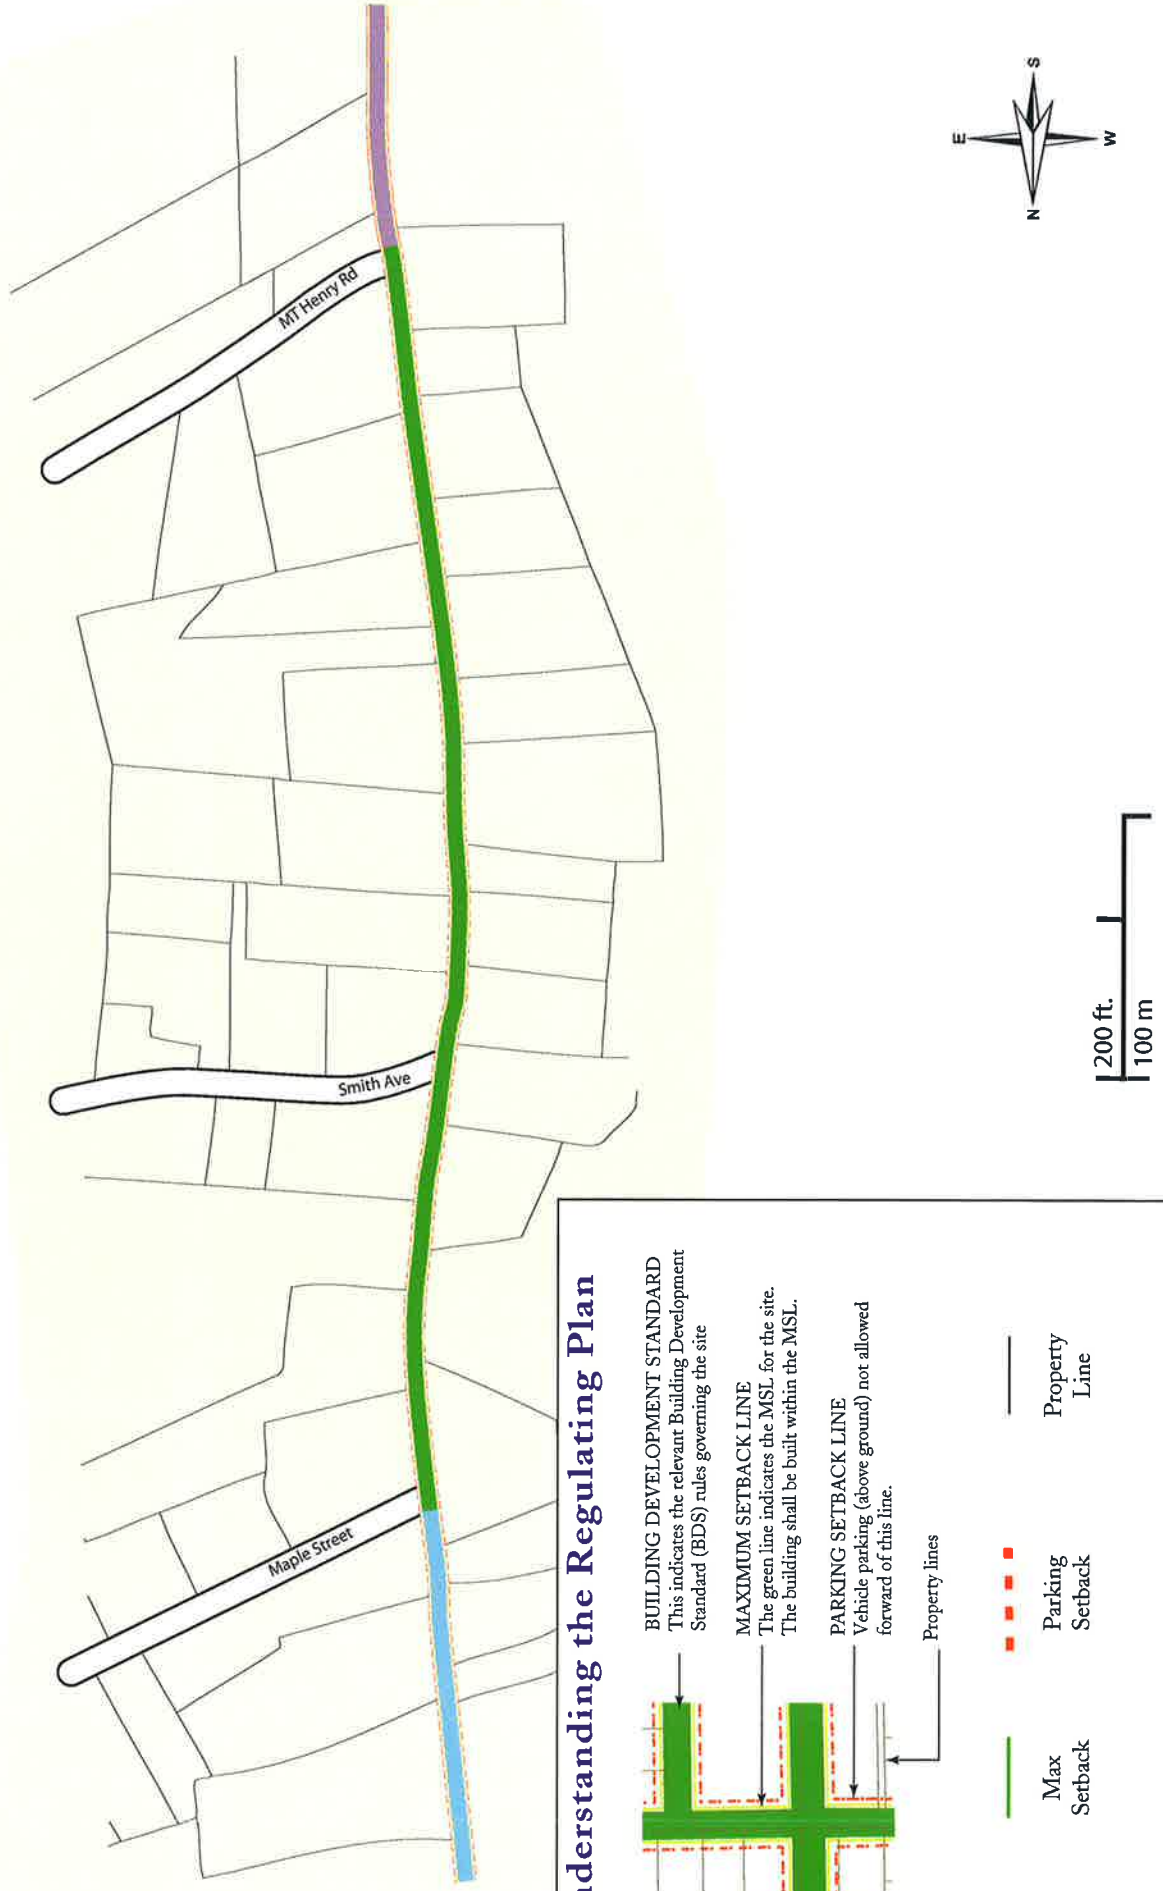 MT Henry Rd
Smith Ave
Maple Street
E
S
N
W
200 ft.
100 m
derstanding the Regulating Plan
BUILDING DEVELOPMENT STANDARD
This indicates the relevant Building Development
Standard (BDS) rules governing the site
MAXIMUM SETBACK LINE
The green line indicates the MSL for the site.
The building shall be built within the MSL.
PARKING SETBACK LINE
Vehicle parking (above ground) not allowed
forward of this line.
Property lines
Max
Setback
Parking
Setback
Property
Line